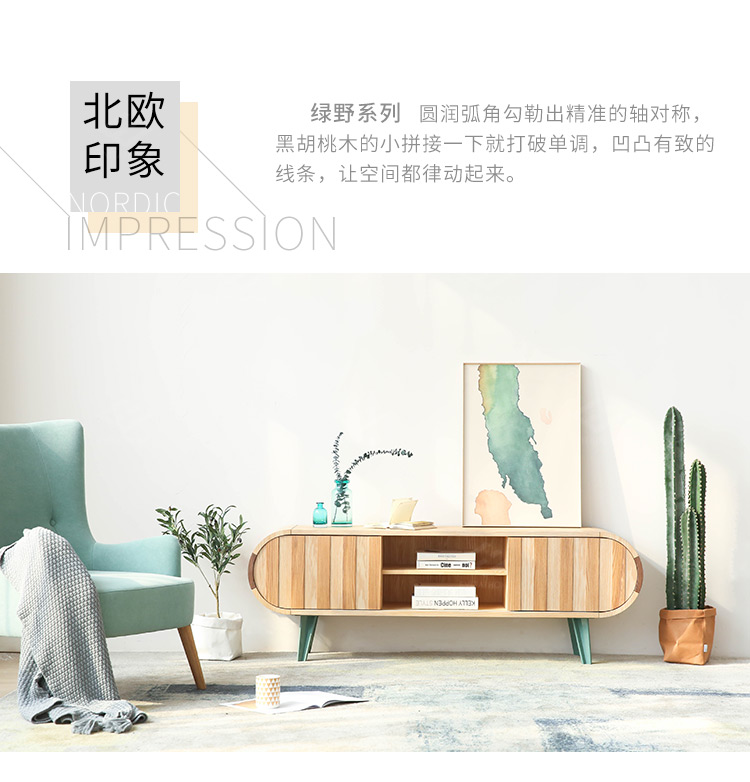 北欧
印象
NORDIC
IMPRESSION
绿野系列 圆润弧角勾勒出精准的轴对称，
黑胡桃木的小拼接一下就打破单调，凹凸有致的
线条，让空间都律动起来。
KELLY HOPPEN